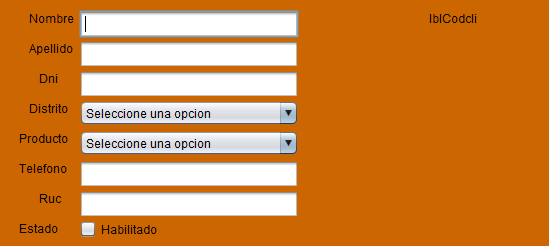 Nombre lblCodcli
Apellido
Dni
Distrito Seleccione una opcion
Producto Seleccione una opcion
Telefono
Ruc
Estado Habilitado